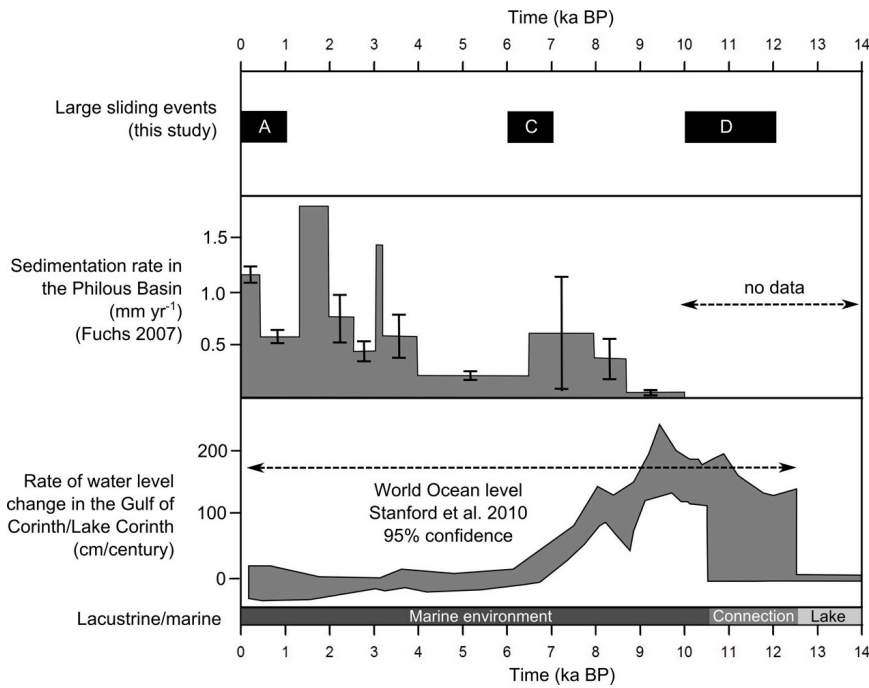 Time (ka BP)
0 1 2 3 4 5 6 7 8 9 10 11 12 13 14
Large sliding events
(this study)
A C D
Sedimentation rate in
the Philous Basin
(mm yr-1)
(Fuchs 2007)
1.5
1.0
0.5
no data
Rate of water level
change in the Gulf of
Corinth/Lake Corinth
(cm/century)
200
100
0
World Ocean level
Stanford et al. 2010
95% confidence
Lacustrine/marine
Marine environment Connection Lake
0 1 2 3 4 5 6 7 8 9 10 11 12 13 14
Time (ka BP)